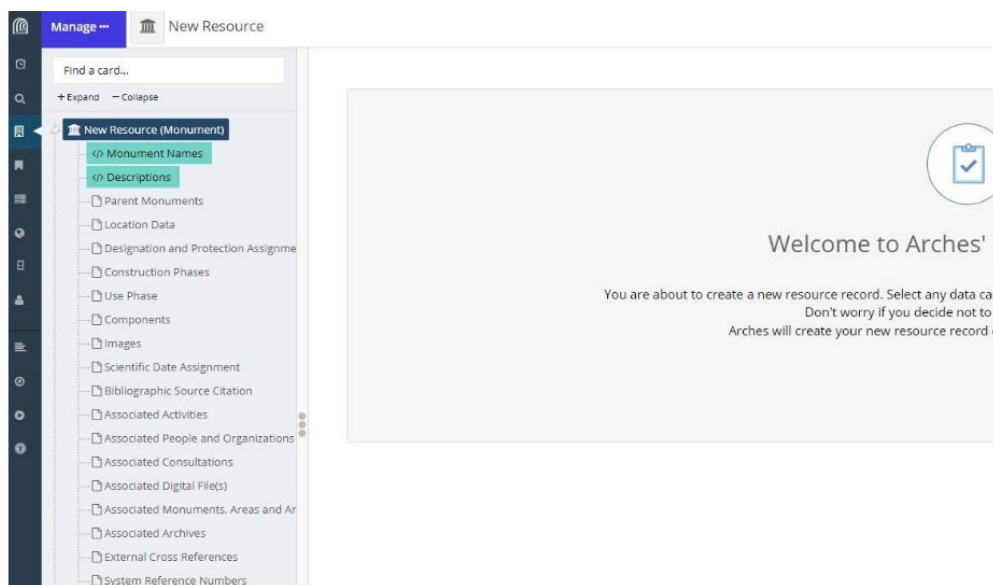 Manage
New Resource
Find a card...
+ Expand − Collapse
New Resource (Monument)
</> Monument Names
</> Descriptions
Parent Monuments
Location Data
Designation and Protection Assignme
Construction Phases
Use Phase
Components
Images
Scientific Date Assignment
Bibliographic Source Citation
Associated Activities
Associated People and Organizations
Associated Consultations
Associated Digital File(s)
Associated Monuments, Areas and Ar
Associated Archives
External Cross References
System Reference Numbers
Welcome to Arches'
You are about to create a new resource record. Select any data ca
Don't worry if you decide not to
Arches will create your new resource record